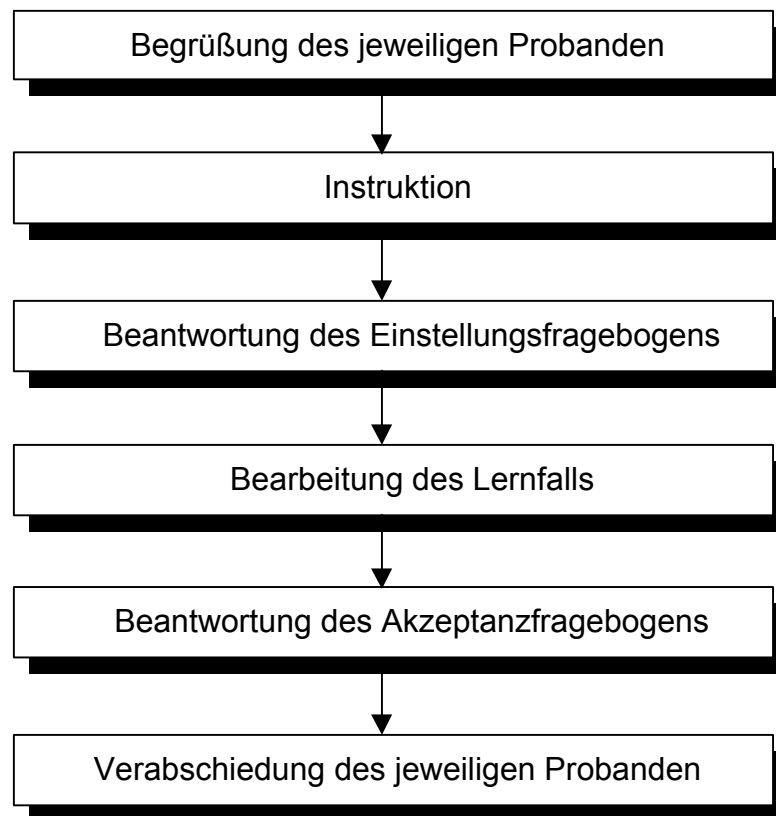 Begrüßung des jeweiligen Probanden
Instruktion
Beantwortung des Einstellungsfragebogens
Bearbeitung des Lernfalls
Beantwortung des Akzeptanzfragebogens
Verabschiedung des jeweiligen Probanden